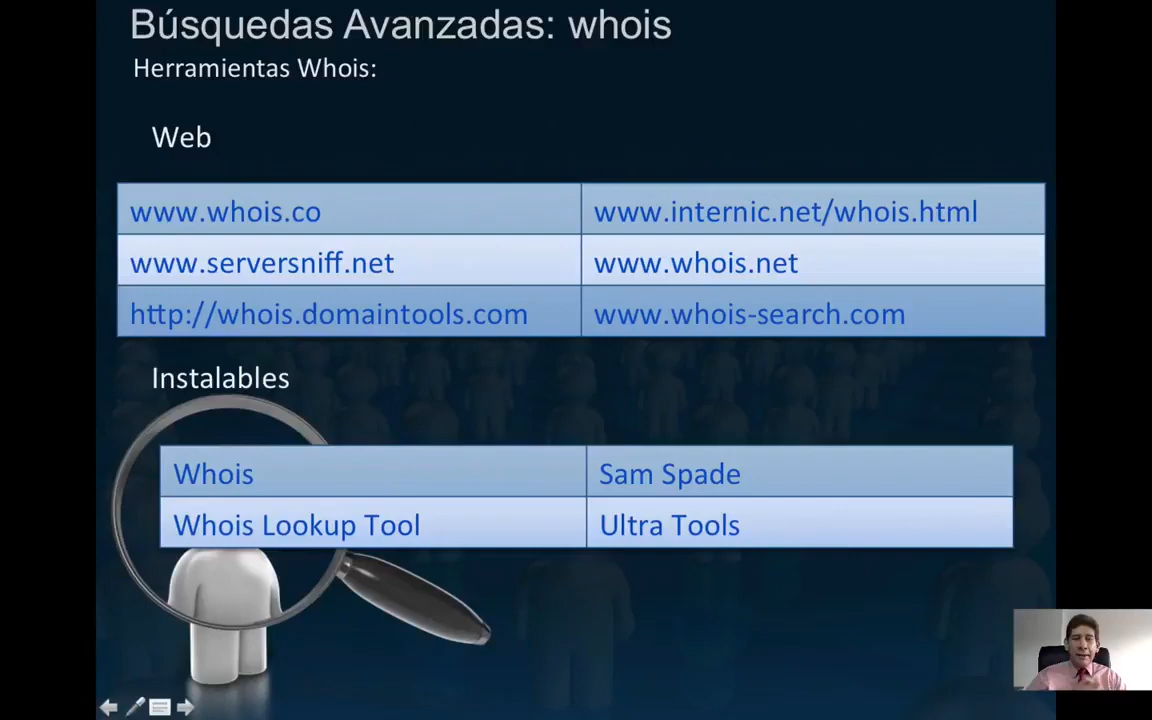 Búsquedas Avanzadas: whois
Herramientas Whois:
Web
www.whois.co
www.internic.net/whois.html
www.serversniff.net
www.whois.net
http://whois.domaintools.com
www.whois-search.com
Instalables
Whois
Sam Spade
Whois Lookup Tool
Ultra Tools